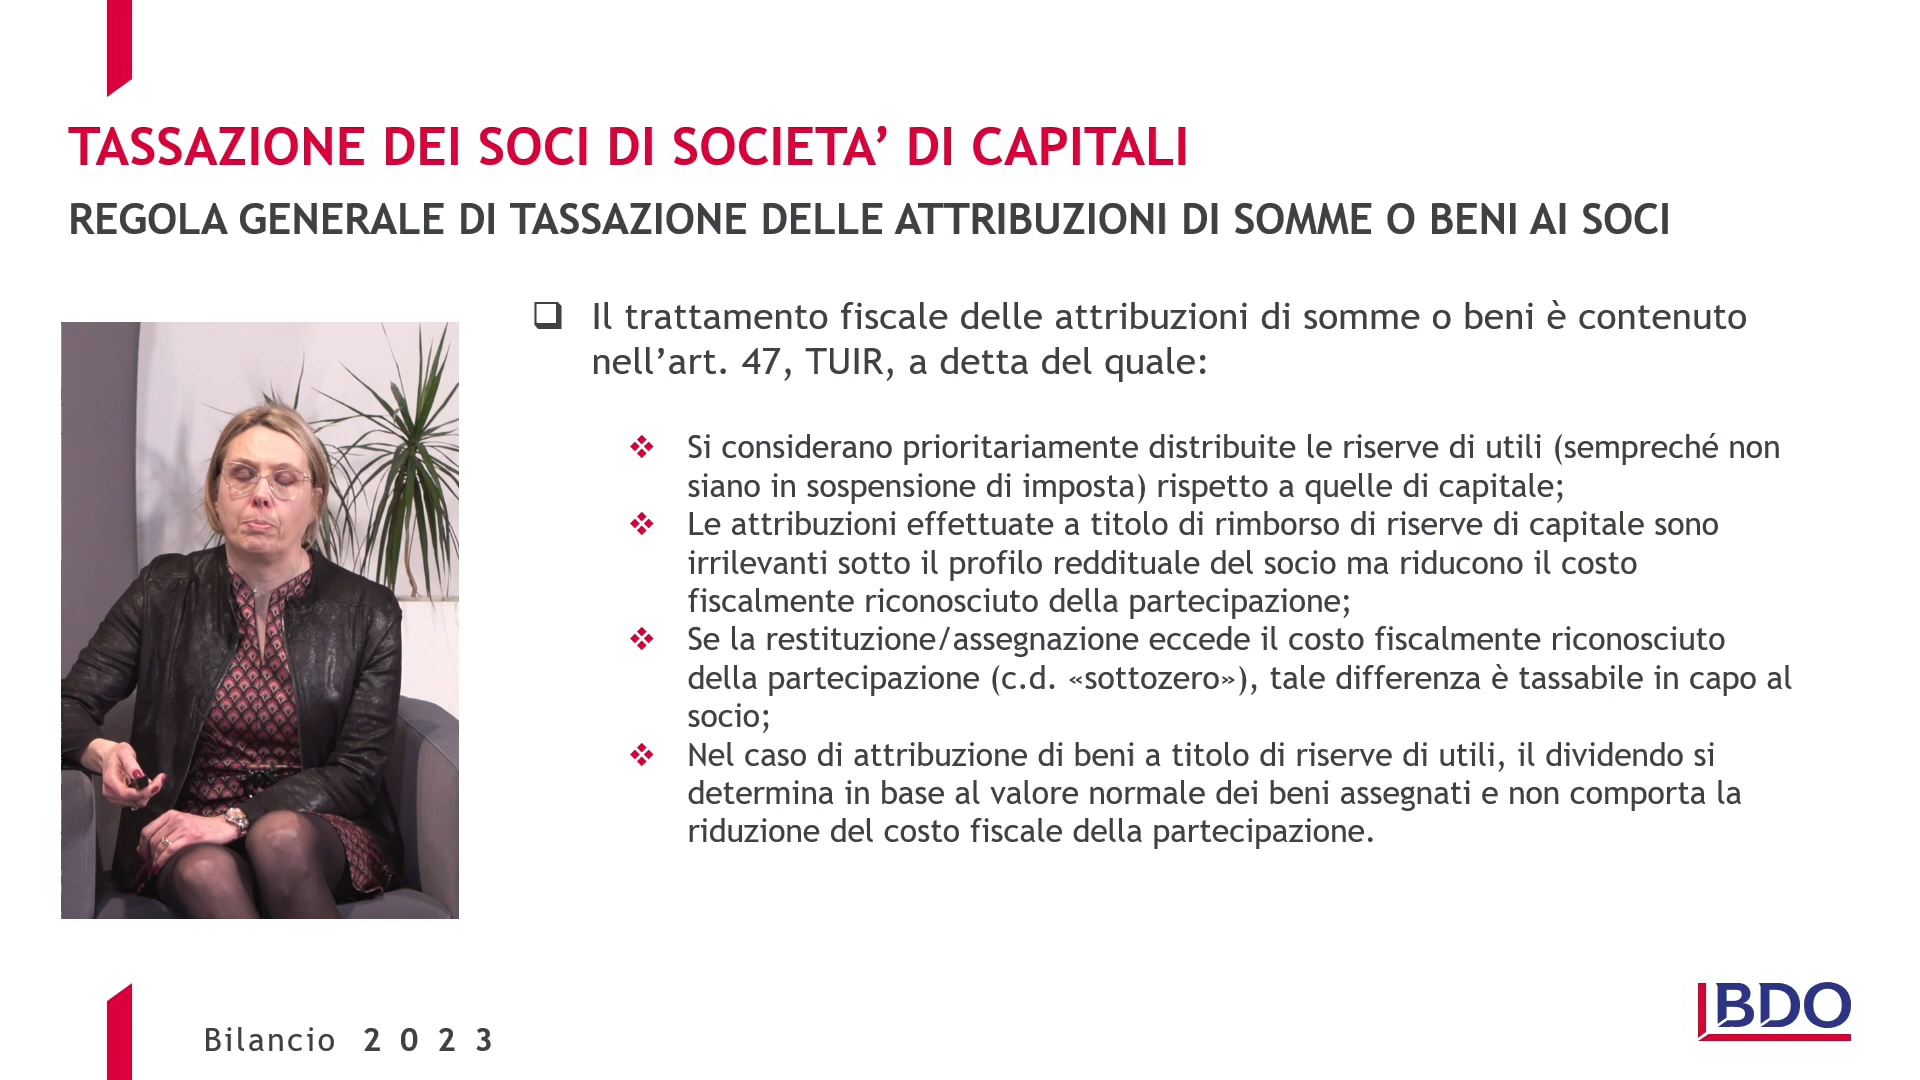 TASSAZIONE DEI SOCI DI SOCIETA’ DI CAPITALI
REGOLA GENERALE DI TASSAZIONE DELLE ATTRIBUZIONI DI SOMME O BENI AI SOCI
Il trattamento fiscale delle attribuzioni di somme o beni è contenuto
nell’art. 47, TUIR, a detta del quale:
Si considerano prioritariamente distribuite le riserve di utili (sempreché non
siano in sospensione di imposta) rispetto a quelle di capitale;
Le attribuzioni effettuate a titolo di rimborso di riserve di capitale sono
irrilevanti sotto il profilo reddituale del socio ma riducono il costo
fiscalmente riconosciuto della partecipazione;
Se la restituzione/assegnazione eccede il costo fiscalmente riconosciuto
della partecipazione (c.d. «sottozero»), tale differenza è tassabile in capo al
socio;
Nel caso di attribuzione di beni a titolo di riserve di utili, il dividendo si
determina in base al valore normale dei beni assegnati e non comporta la
riduzione del costo fiscale della partecipazione.
Bilancio 2023
BDO